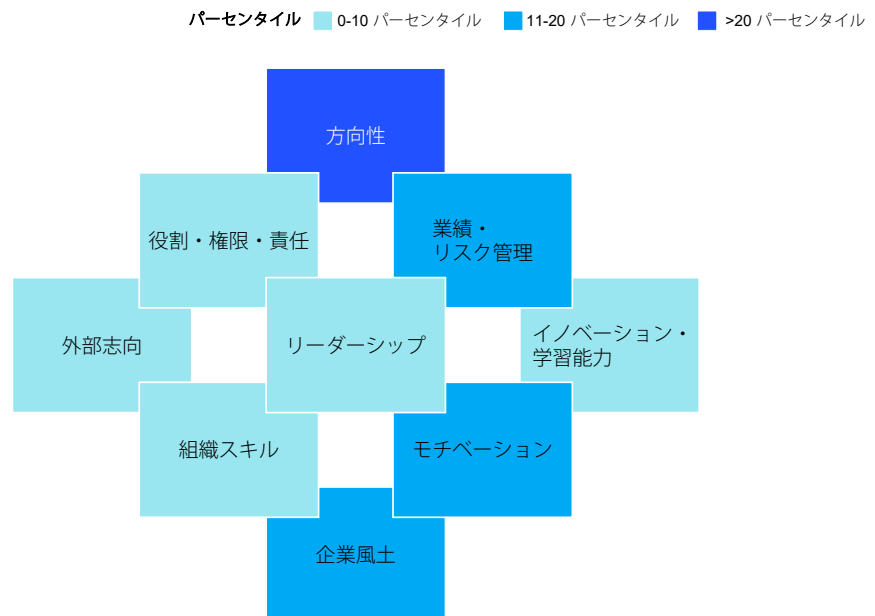 パーセンタイル 0-10 パーセンタイル 11-20 パーセンタイル >20 パーセンタイル
方向性
役割・権限・責任
業績・
リスク管理
外部志向
リーダーシップ
イノベーション・
学習能力
組織スキル
モチベーション
企業風土